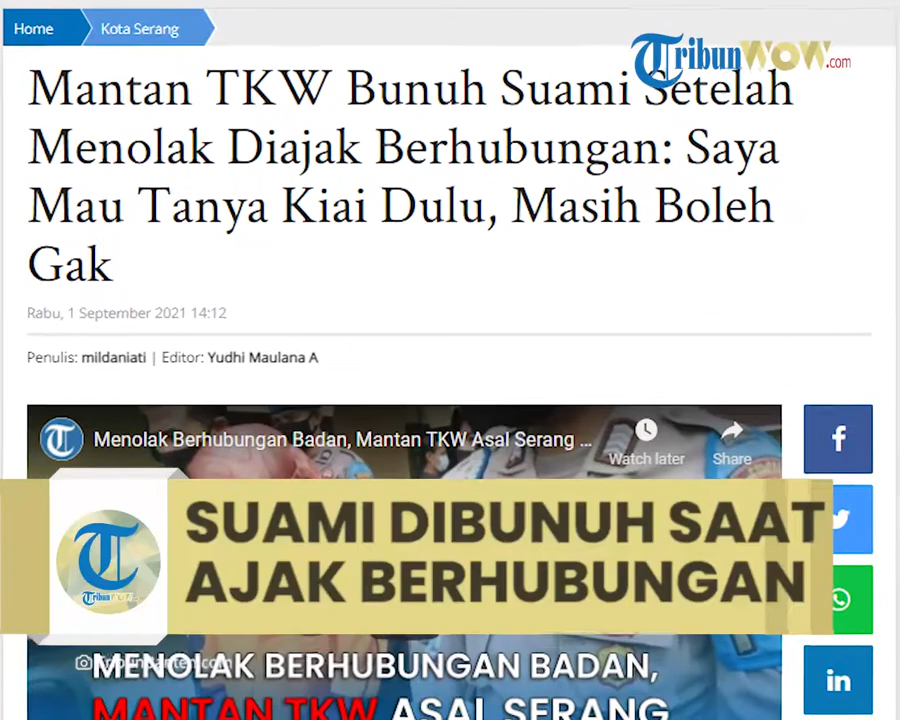 Home
Kota Serang
TribunWOW.com
Mantan TKW Bunuh Suami Setelah
Menolak Diajak Berhubungan: Saya
Mau Tanya Kiai Dulu, Masih Boleh
Gak
Rabu, 1 September 2021 14:12
Penulis: mildaniati | Editor: Yudhi Maulana A
Menolak Berhubungan Badan, Mantan TKW Asal Serang ...
Watch later
Share
SUAMI DIBUNUH SAAT
AJAK BERHUBUNGAN
MENOLAK BERHUBUNGAN BADAN,
MANTAN TKW ASAL SERANG